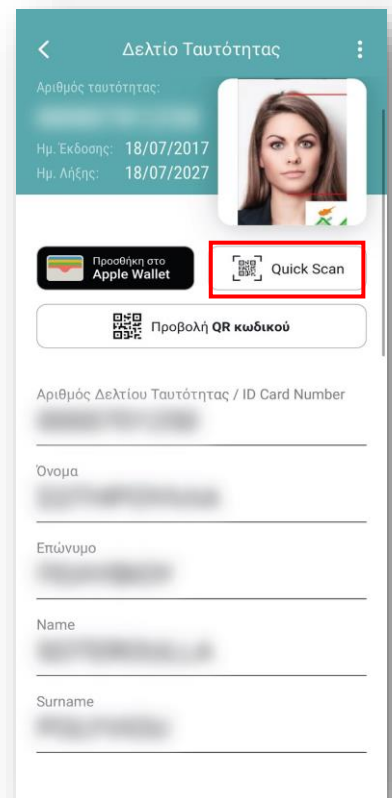 Δελτίο Ταυτότητας
Αριθμός ταυτότητας:
Ημ. Έκδοσης: 18/07/2017
Ημ. Λήξης: 18/07/2027
Προσθήκη στο
Apple Wallet
Quick Scan
Προβολή QR κωδικού
Αριθμός Δελτίου Ταυτότητας / ID Card Number
Όνομα
Επώνυμο
Name
Surname